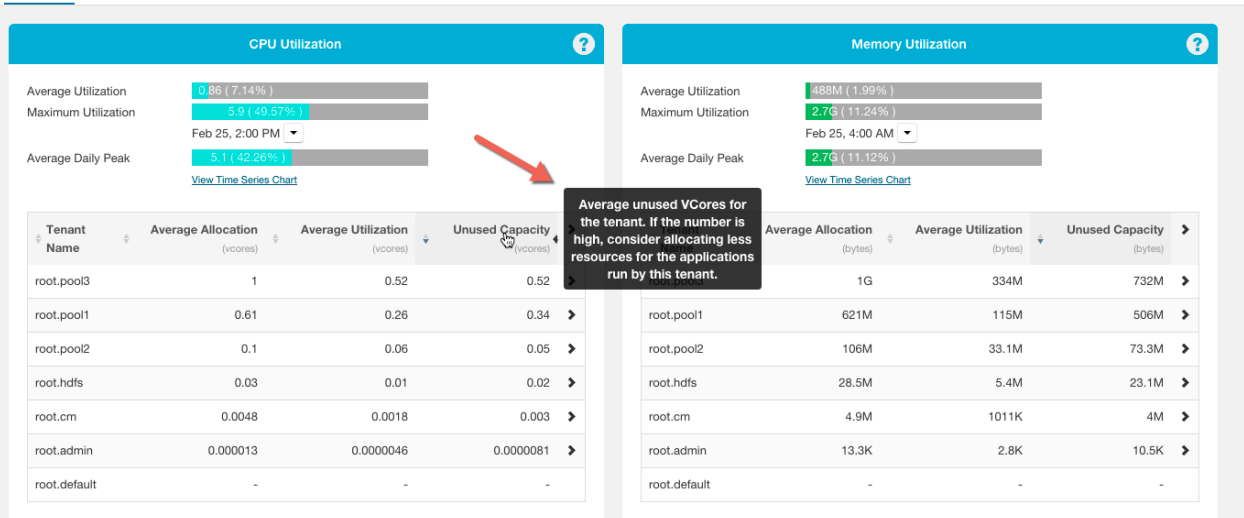 CPU Utilization
?
Average Utilization
0.86 ( 7.14% )
Maximum Utilization
5.9 ( 49.57% )
Feb 25, 2:00 PM
Average Daily Peak
5.1 ( 42.26% )
View Time Series Chart
Tenant Name
Average Allocation (vcores)
Average Utilization (vcores)
Unused Capacity (vcores)
root.pool3 1 0.52 0.52
root.pool1 0.61 0.26 0.34
root.pool2 0.1 0.06 0.05
root.hdfs 0.03 0.01 0.02
root.cm 0.0048 0.0018 0.003
root.admin 0.000013 0.0000046 0.0000081
root.default - - -
Average unused VCores for
the tenant. If the number is
high, consider allocating less
resources for the applications
run by this tenant.
Memory Utilization
?
Average Utilization
488M ( 1.99% )
Maximum Utilization
2.7G ( 11.24% )
Feb 25, 4:00 AM
Average Daily Peak
2.7G ( 11.12% )
View Time Series Chart
Average Allocation (bytes)
Average Utilization (bytes)
Unused Capacity (bytes)
root.pool3 1G 334M 732M
root.pool1 621M 115M 506M
root.pool2 106M 33.1M 73.3M
root.hdfs 28.5M 5.4M 23.1M
root.cm 4.9M 1011K 4M
root.admin 13.3K 2.8K 10.5K
root.default - - -